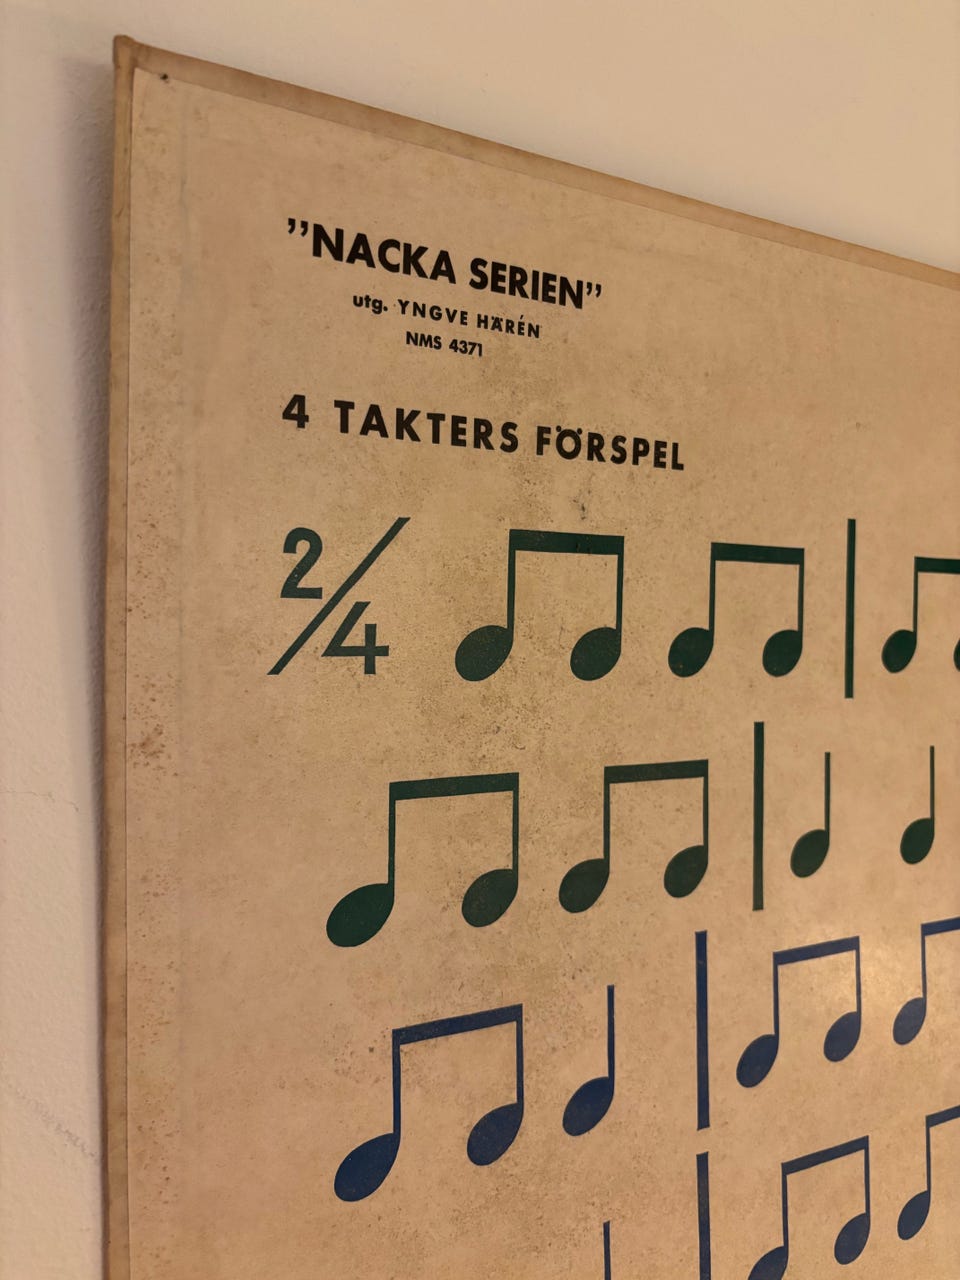 ”NACKA SERIEN”
utg. YNGVE HÄRÉN
NMS 4371
4 TAKTERS FÖRSPEL
2/4